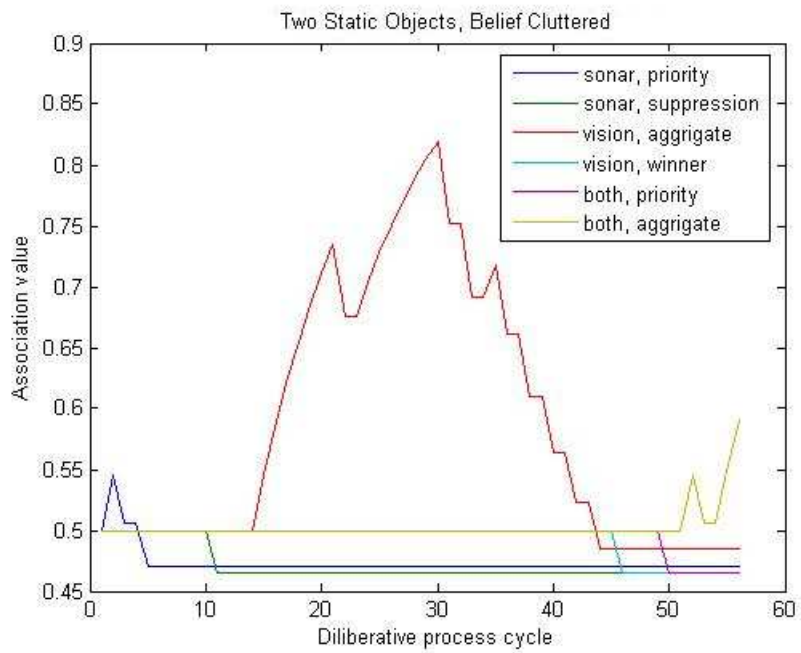 Two Static Objects, Belief Cluttered
0.9
0.85
0.8
0.75
0.7
0.65
0.6
0.55
0.5
0.45
Association value
sonar, priority
sonar, suppression
vision, aggrigate
vision, winner
both, priority
both, aggrigate
0 10 20 30 40 50 60
Diliberative process cycle